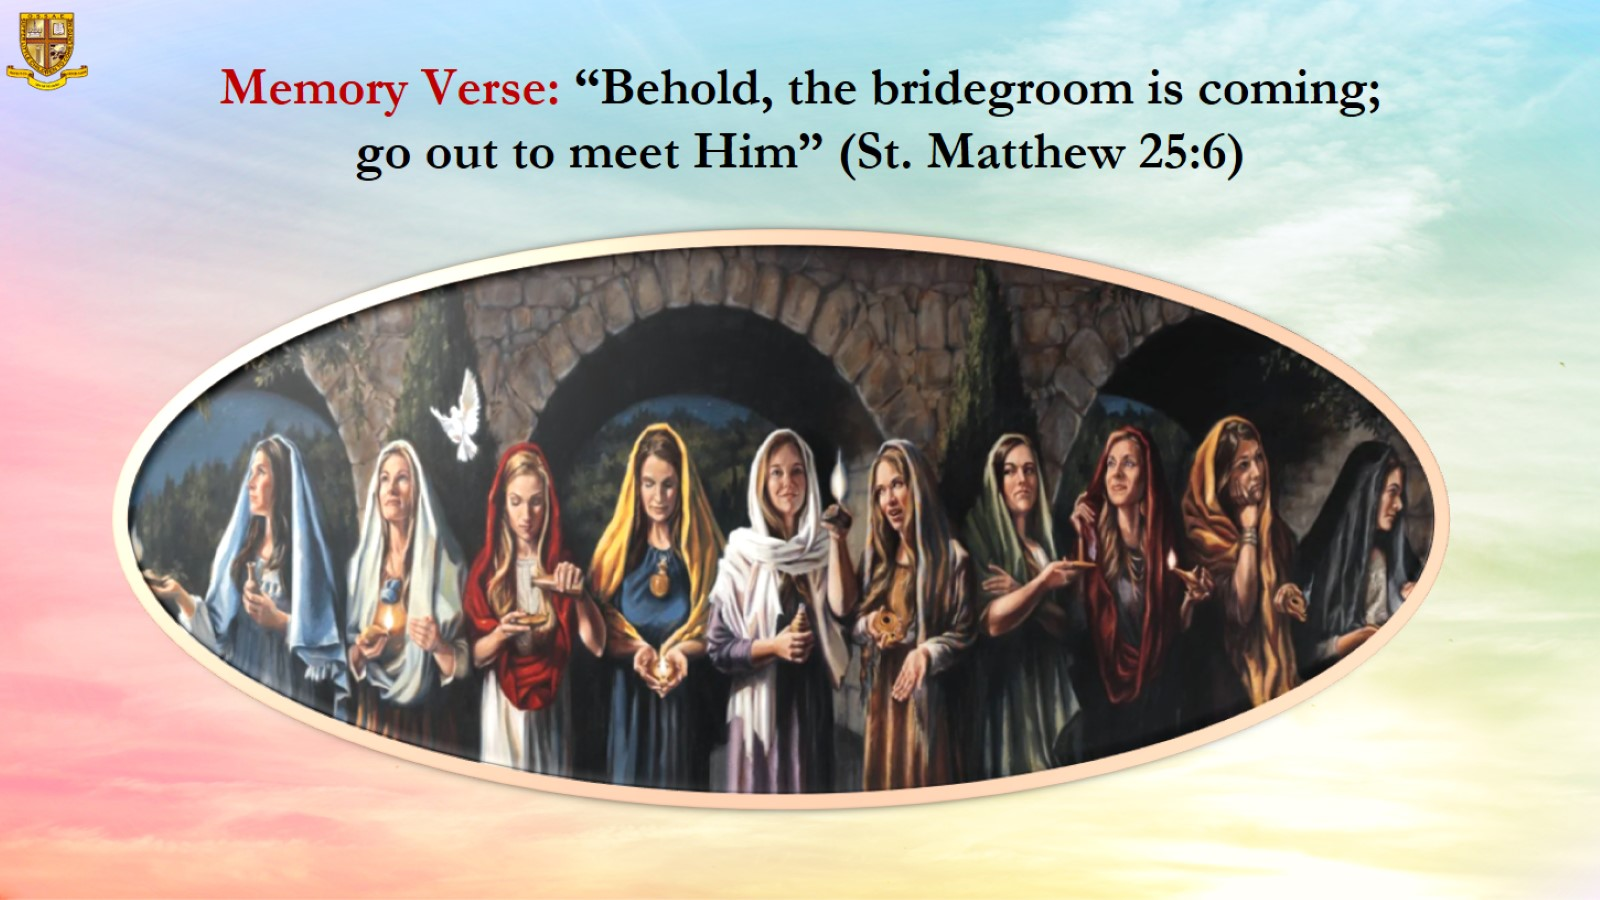 Memory Verse: “Behold, the bridegroom is coming;
go out to meet Him” (St. Matthew 25:6)